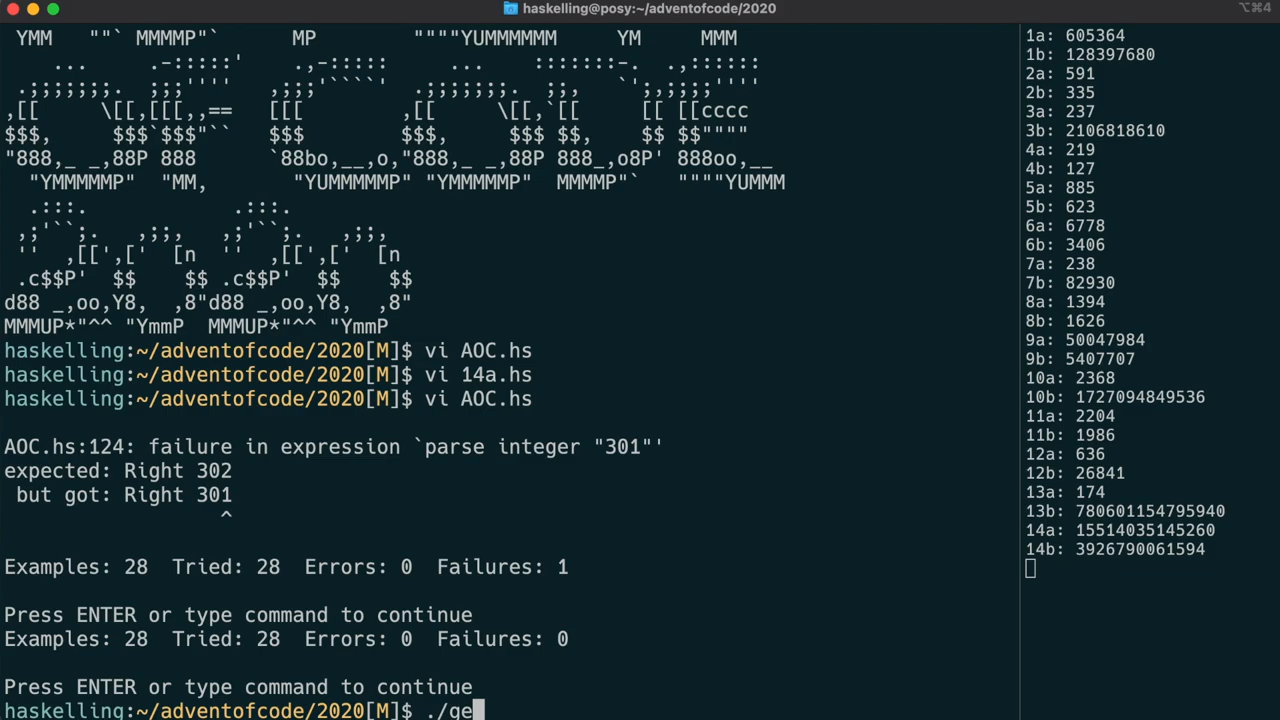 haskelling@posy:~/adventofcode/2020
⌥⌘4
 YMM   ""` MMMMP"`      MP      """"YUMMMMMM     YM     MMM
    ...    .-:::::'    .,-:::::     ...    :::::::-.  .,::::::
 .;;;;;;;. ;;;''''   ,;;;'````'  .;;;;;;;.  ;;,   `';,;;;;''''
,[[     \[[,[[[,,==   [[[        ,[[     \[[,`[[     [[ [[cccc
$$$,     $$$`$$$"``   $$$        $$$,     $$$ $$,    $$ $$""""
"888,_ _,88P 888      `88bo,__,o,"888,_ _,88P 888_,o8P' 888oo,__
  "YMMMMMP"  "MM,       "YUMMMMMP" "YMMMMMP"  MMMMP"`   """"YUMMM
  .:::.            .:::.
 ,;'``;.   ,;;,   ,;'``;.   ,;;,
 ''   ,[[',['  [n  ''   ,[[',['  [n
 .c$$P'  $$    $$ .c$$P'  $$    $$
d88 _,oo,Y8,  ,8"d88 _,oo,Y8,  ,8"
MMMUP*"^^ "YmmP  MMMUP*"^^ "YmmP
haskelling:~/adventofcode/2020[M]$ vi AOC.hs
haskelling:~/adventofcode/2020[M]$ vi 14a.hs
haskelling:~/adventofcode/2020[M]$ vi AOC.hs
AOC.hs:124: failure in expression `parse integer "301"'
expected: Right 302
 but got: Right 301
                  ^
Examples: 28  Tried: 28  Errors: 0  Failures: 1
Press ENTER or type command to continue
Examples: 28  Tried: 28  Errors: 0  Failures: 0
Press ENTER or type command to continue
haskelling:~/adventofcode/2020[M]$ ./ge
1a: 605364
1b: 128397680
2a: 591
2b: 335
3a: 237
3b: 2106818610
4a: 219
4b: 127
5a: 885
5b: 623
6a: 6778
6b: 3406
7a: 238
7b: 82930
8a: 1394
8b: 1626
9a: 50047984
9b: 5407707
10a: 2368
10b: 1727094849536
11a: 2204
11b: 1986
12a: 636
12b: 26841
13a: 174
13b: 780601154795940
14a: 15514035145260
14b: 3926790061594